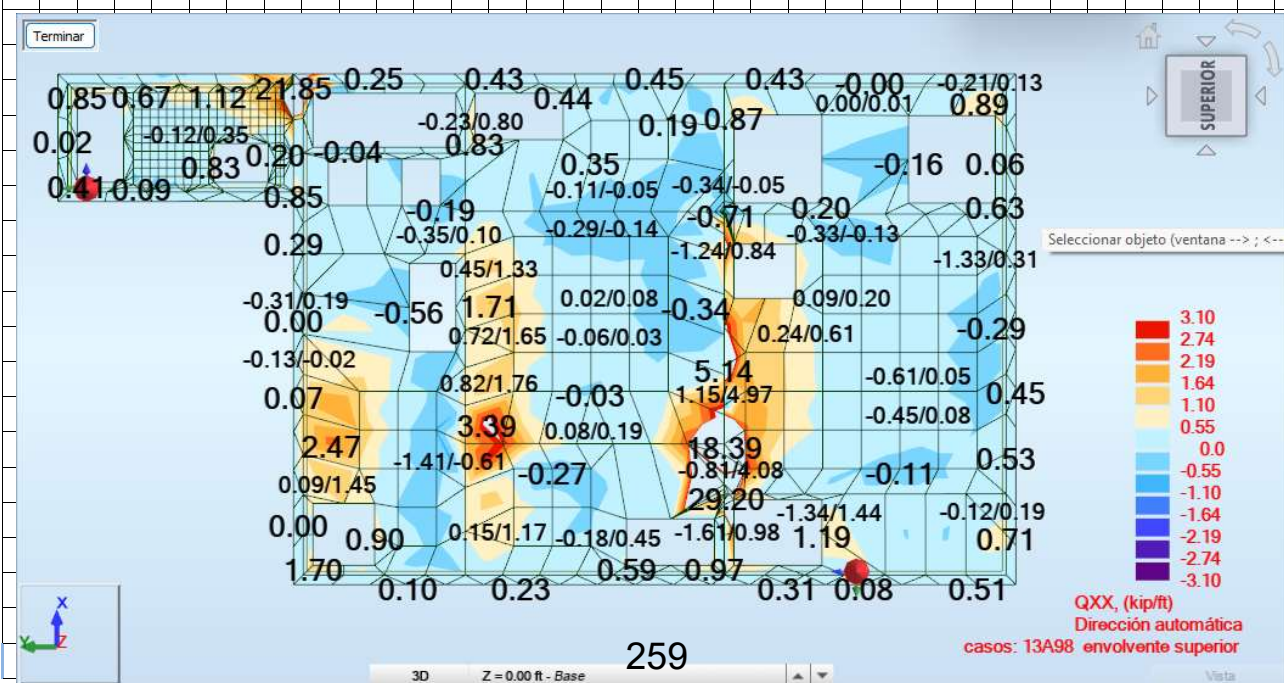 Terminar
0.85 0.67 1.12 21.85 0.25 0.43 0.45 0.43 -0.00 -0.21/0.13
0.44 0.00/0.01 0.89
0.02 -0.12/0.35 -0.23/0.80 0.19 0.87
0.83 0.20 -0.04 0.83 0.35 -0.16 0.06
0.41 0.09 0.85 -0.11/-0.05 -0.34/-0.05
-0.19 -0.71 0.20 0.63
0.29 -0.35/0.10 -0.29/-0.14 -1.24/0.84 -0.33/-0.13 -1.33/0.31
0.45/1.33
-0.31/0.19 -0.56 1.71 0.02/0.08 -0.34 0.09/0.20
0.00 0.72/1.65 -0.06/0.03 0.24/0.61 -0.29
-0.13/-0.02 5.14
0.07 0.82/1.76 -0.03 1.15/4.97 -0.61/0.05 0.45
3.39 0.08/0.19 -0.45/0.08
2.47 -1.41/-0.61 -0.27 18.39 -0.11 0.53
0.09/1.45 -0.81/4.08
29.20 -1.34/1.44 -0.12/0.19
0.00 0.90 0.15/1.17 -0.18/0.45 -1.61/0.98 1.19 0.71
1.70 0.59 0.97
0.10 0.23 0.31 0.08 0.51
SUPERIOR
Seleccionar objeto (ventana --> ; <--
3.10
2.74
2.19
1.64
1.10
0.55
0.0
-0.55
-1.10
-1.64
-2.19
-2.74
-3.10
QXX, (kip/ft)
Dirección automática
casos: 13A98 envolvente superior
X
Y
Z
259
3D Z = 0.00 ft - Base
Vista